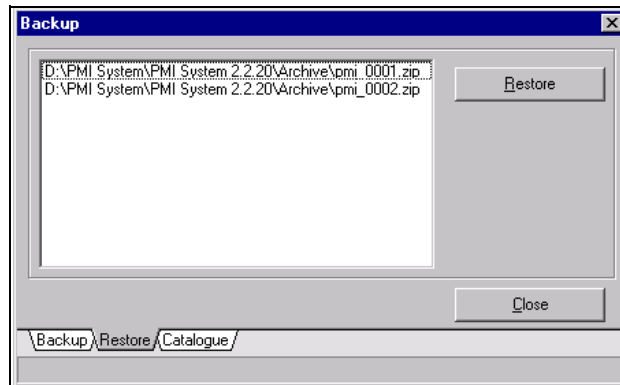 Backup
D:\PMI System\PMI System 2.2.20\Archive\pmi_0001.zip
D:\PMI System\PMI System 2.2.20\Archive\pmi_0002.zip
Restore
Close
Backup Restore Catalogue